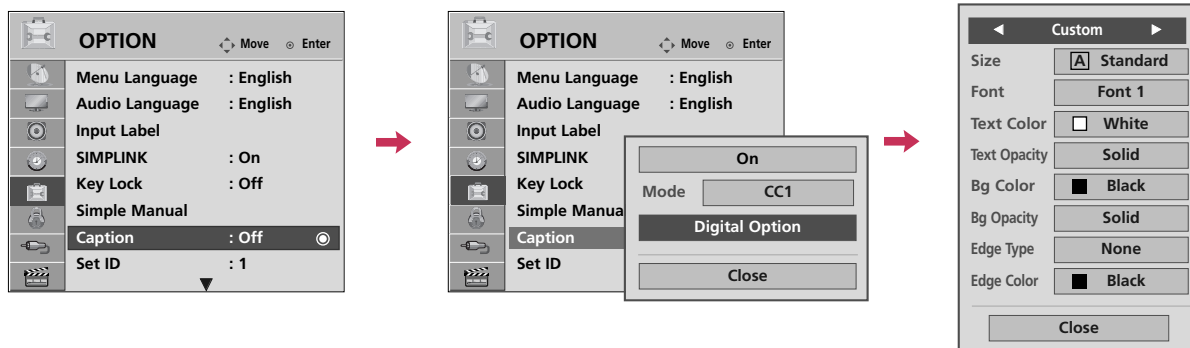 OPTION Move Enter
Menu Language : English
Audio Language : English
Input Label
SIMPLINK : On
Key Lock : Off
Simple Manual
Caption : Off
Set ID : 1
OPTION Move Enter
Menu Language : English
Audio Language : English
Input Label
SIMPLINK
Key Lock
Simple Manua
Caption
Set ID
On
Mode CC1
Digital Option
Close
Custom
Size A Standard
Font Font 1
Text Color White
Text Opacity Solid
Bg Color Black
Bg Opacity Solid
Edge Type None
Edge Color Black
Close